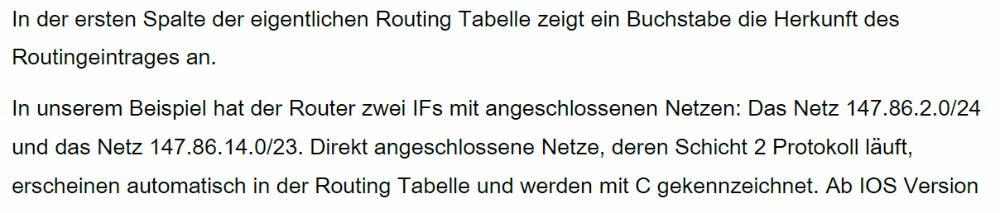 In der ersten Spalte der eigentlichen Routing Tabelle zeigt ein Buchstabe die Herkunft des
Routingeintrages an.
In unserem Beispiel hat der Router zwei IFs mit angeschlossenen Netzen: Das Netz 147.86.2.0/24
und das Netz 147.86.14.0/23. Direkt angeschlossene Netze, deren Schicht 2 Protokoll läuft,
erscheinen automatisch in der Routing Tabelle und werden mit C gekennzeichnet. Ab IOS Version